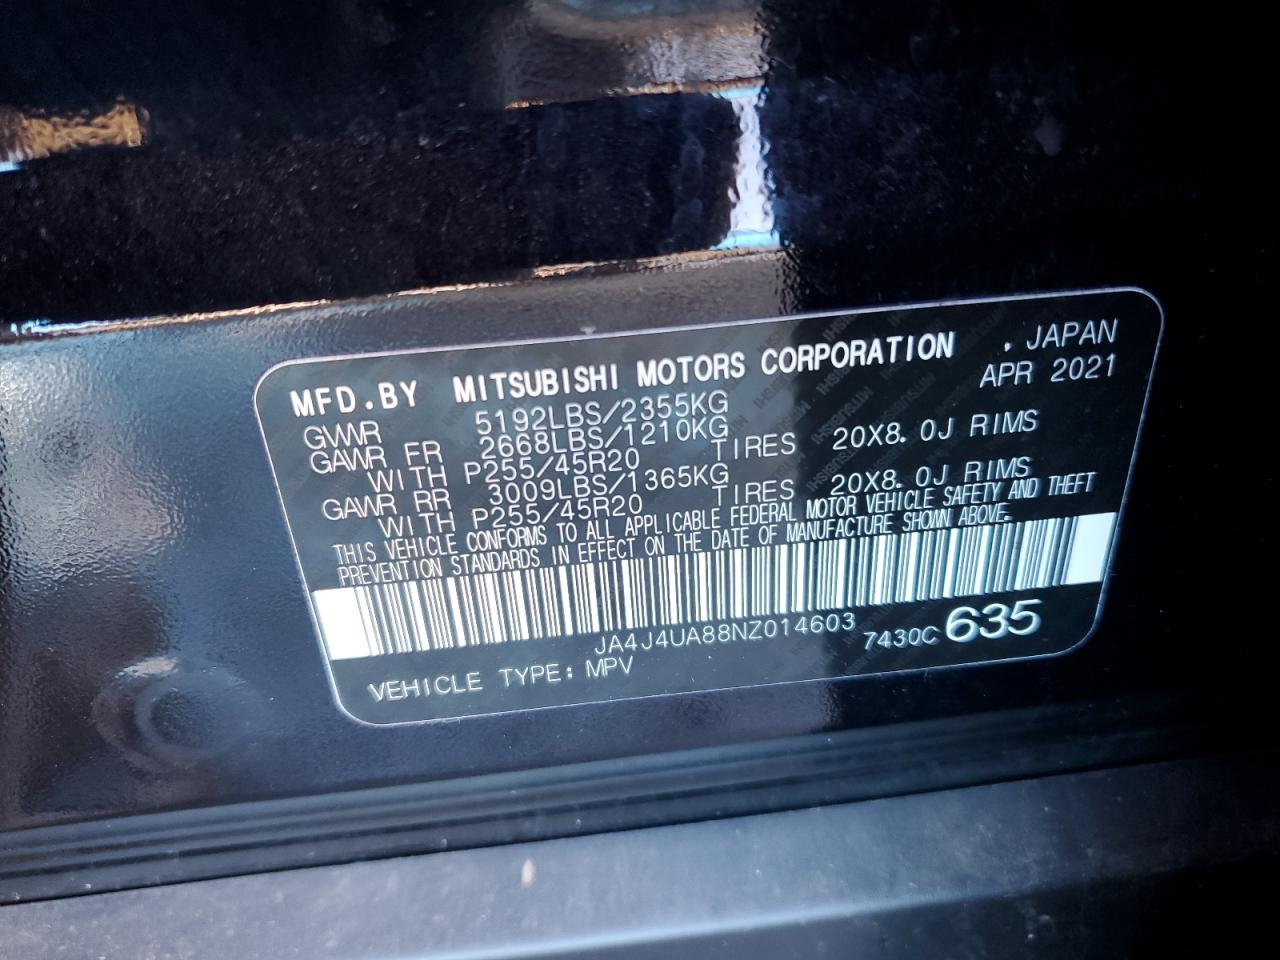 MFD.BY MITSUBISHI MOTORS CORPORATION , JAPAN
APR 2021
GVWR 5192LBS/2355KG
GAWR FR 2668LBS/1210KG
WITH P255/45R20 TIRES 20X8.0J RIMS
GAWR RR 3009LBS/1365KG
WITH P255/45R20 TIRES 20X8.0J RIMS
THIS VEHICLE CONFORMS TO ALL APPLICABLE FEDERAL MOTOR VEHICLE SAFETY AND THEFT
PREVENTION STANDARDS IN EFFECT ON THE DATE OF MANUFACTURE SHOWN ABOVE.
JA4J4UA88NZ014603
7430C 635
VEHICLE TYPE: MPV